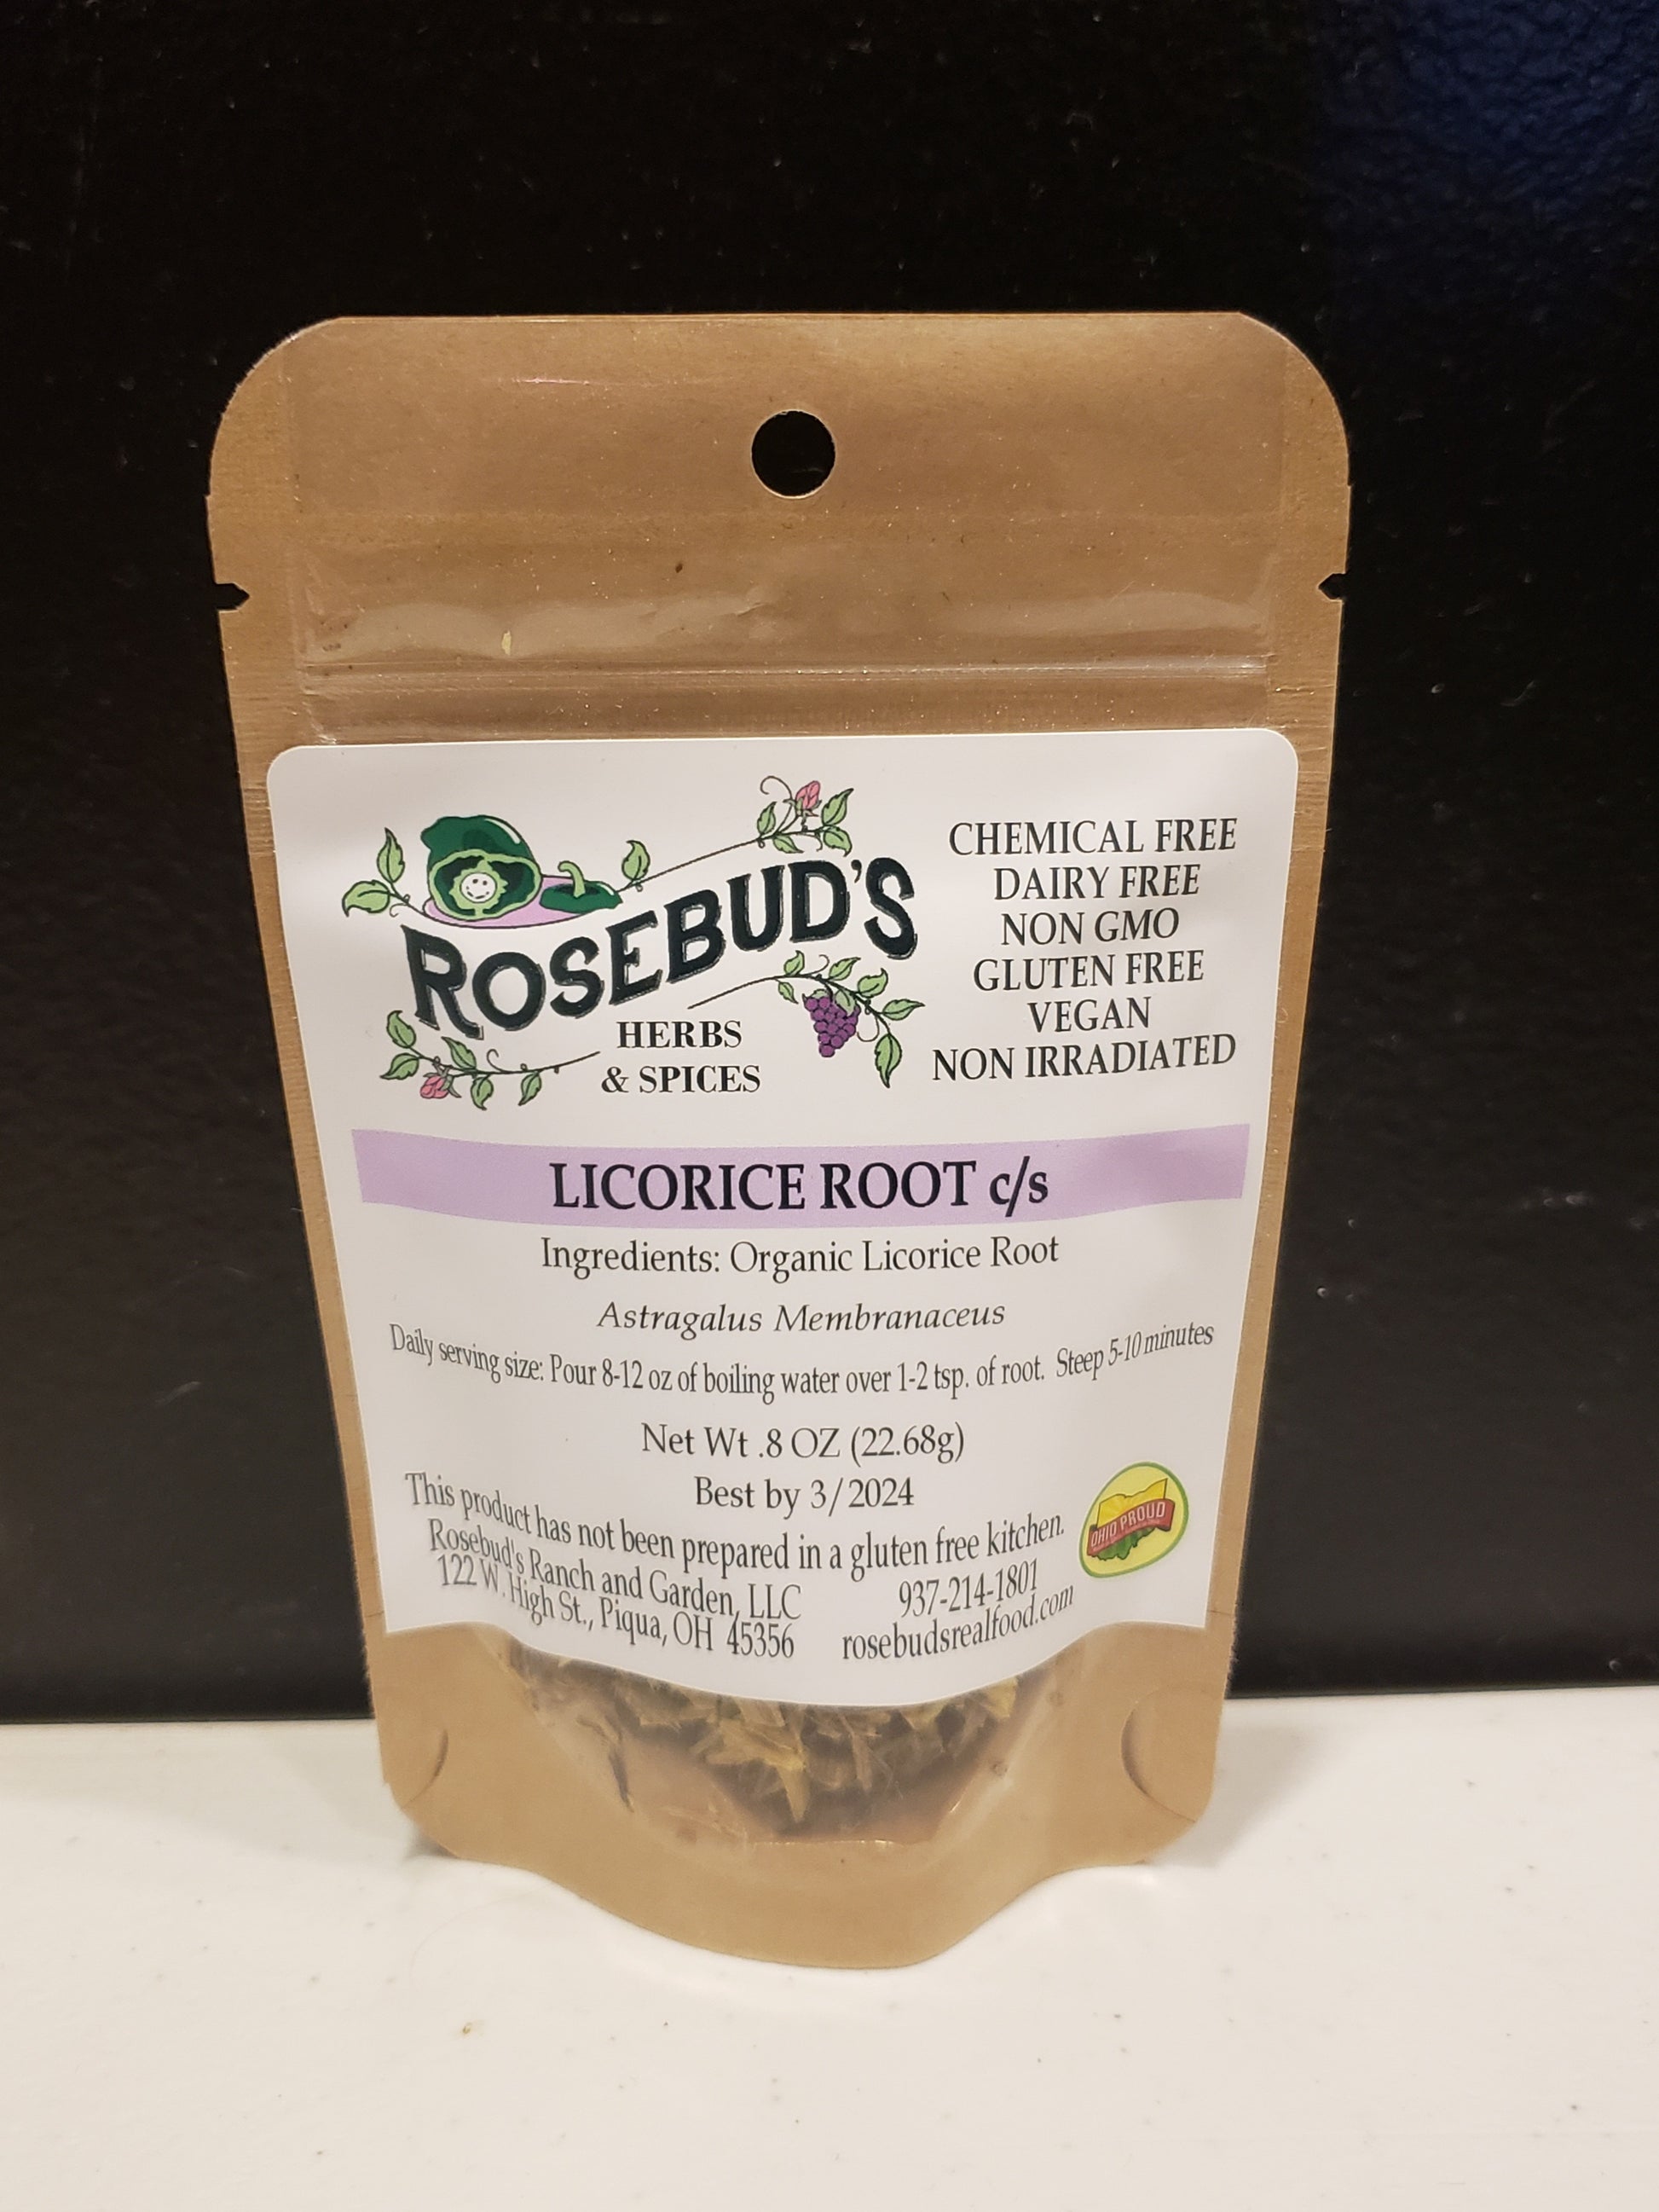 ROSEBUD'S
HERBS
& SPICES
CHEMICAL FREE
DAIRY FREE
NON GMO
GLUTEN FREE
VEGAN
NON IRRADIATED
LICORICE ROOT c/s
Ingredients: Organic Licorice Root
Astragalus Membranaceus
Daily serving size: Pour 8-12 oz of boiling water over 1-2 tsp. of root. Steep 5-10 minutes
Net Wt .8 OZ (22.68g)
Best by 3/2024
This product has not been prepared in a gluten free kitchen.
OHIO PROUD
Rosebud's Ranch and Garden, LLC
122 W. High St., Piqua, OH 45356
937-214-1801
rosebudsrealfood.com